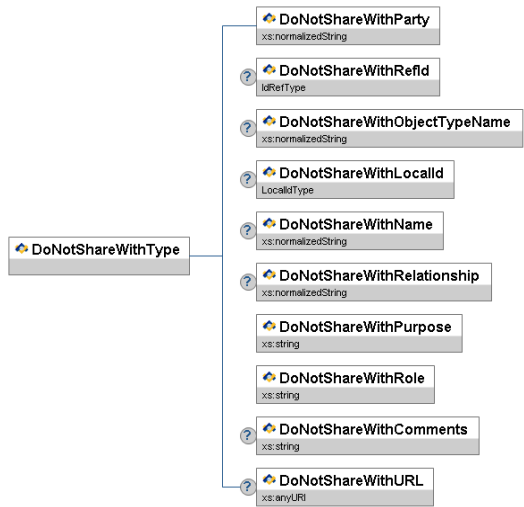 DoNotShareWithParty
xs:normalizedString
?
DoNotShareWithRefId
IdRefType
?
DoNotShareWithObjectTypeName
xs:normalizedString
?
DoNotShareWithLocalId
LocalIdType
?
DoNotShareWithName
xs:normalizedString
DoNotShareWithType
?
DoNotShareWithRelationship
xs:normalizedString
DoNotShareWithPurpose
xs:string
DoNotShareWithRole
xs:string
?
DoNotShareWithComments
xs:string
?
DoNotShareWithURL
xs:anyURI